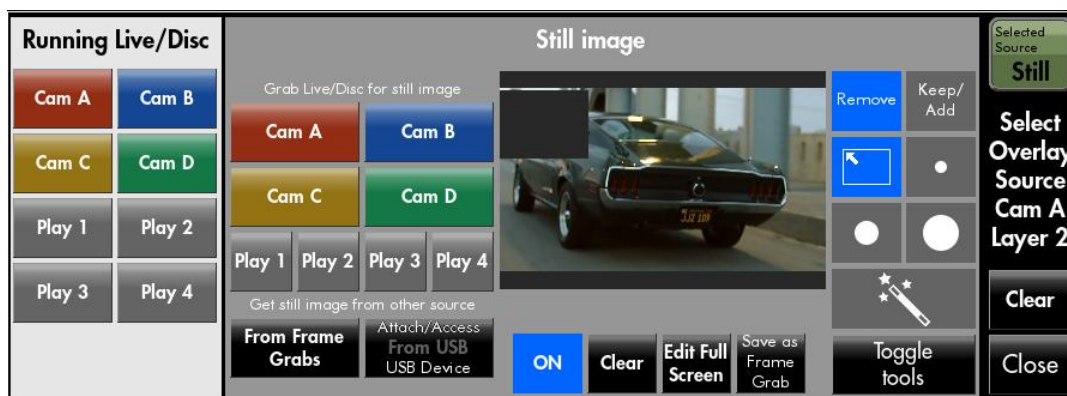 Running Live/Disc
Cam A
Cam B
Cam C
Cam D
Play 1
Play 2
Play 3
Play 4
Still image
Grab Live/Disc for still image
Cam A
Cam B
Cam C
Cam D
Play 1
Play 2
Play 3
Play 4
Get still image from other source
From Frame
Grabs
Attach/Access
From USB
USB Device
JJZ 109
ON
Clear
Edit Full
Screen
Save as
Frame
Grab
Remove
Keep/
Add
Toggle
tools
Selected
Source
Still
Select
Overlay
Source
Cam A
Layer 2
Clear
Close